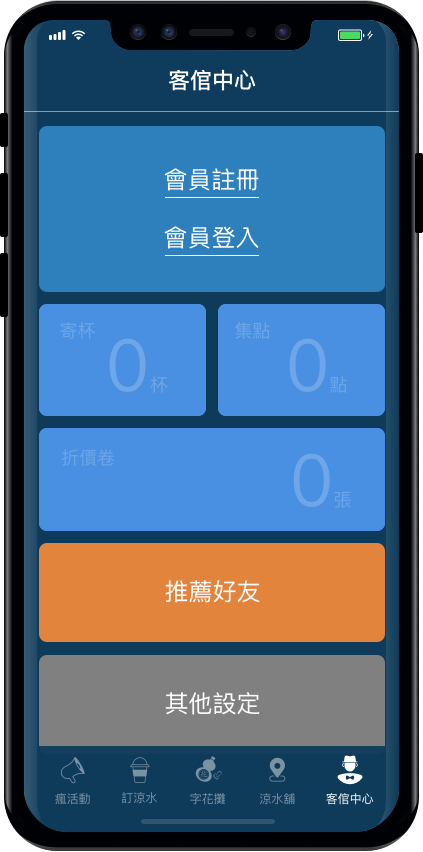 客倌中心
會員註冊
會員登入
寄杯
0
杯
集點
0
點
折價卷
0
張
推薦好友
其他設定
瘋活動
訂涼水
字花攤
涼水舖
客倌中心